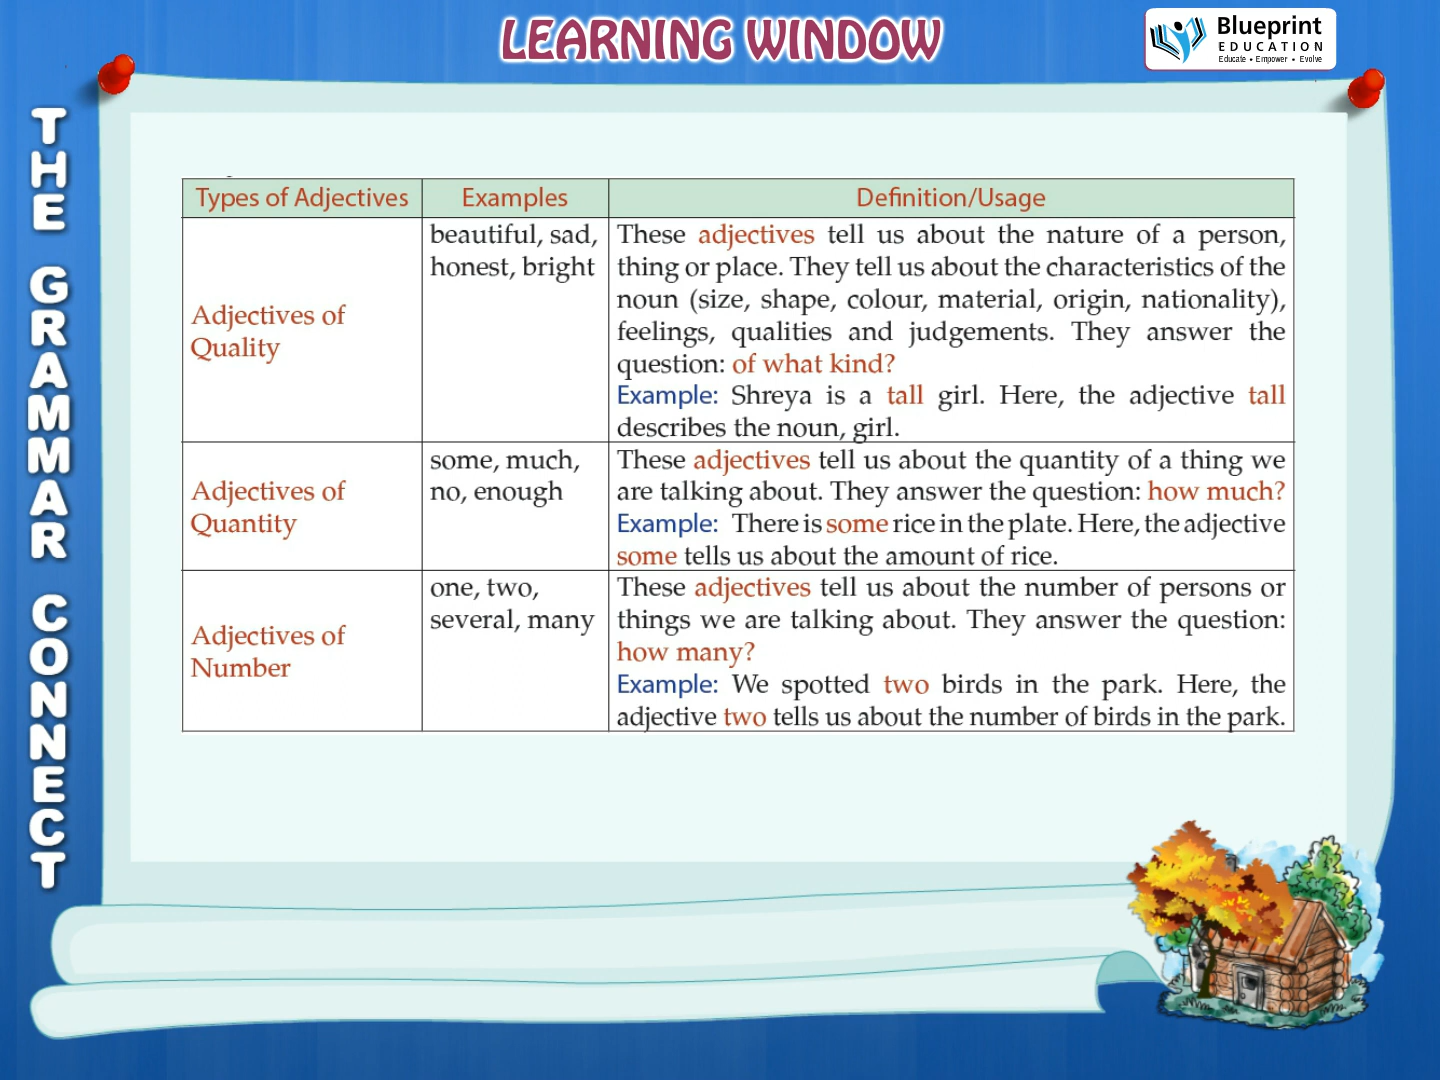 LEARNING WINDOW
Blueprint
EDUCATION
Educate • Empower • Evolve
THE GRAMMAR CONNECT
Types of Adjectives
Examples
Definition/Usage
Adjectives of
Quality
beautiful, sad,
honest, bright
These adjectives tell us about the nature of a person,
thing or place. They tell us about the characteristics of the
noun (size, shape, colour, material, origin, nationality),
feelings, qualities and judgements. They answer the
question: of what kind?
Example: Shreya is a tall girl. Here, the adjective tall
describes the noun, girl.
Adjectives of
Quantity
some, much,
no, enough
These adjectives tell us about the quantity of a thing we
are talking about. They answer the question: how much?
Example: There is some rice in the plate. Here, the adjective
some tells us about the amount of rice.
Adjectives of
Number
one, two,
several, many
These adjectives tell us about the number of persons or
things we are talking about. They answer the question:
how many?
Example: We spotted two birds in the park. Here, the
adjective two tells us about the number of birds in the park.